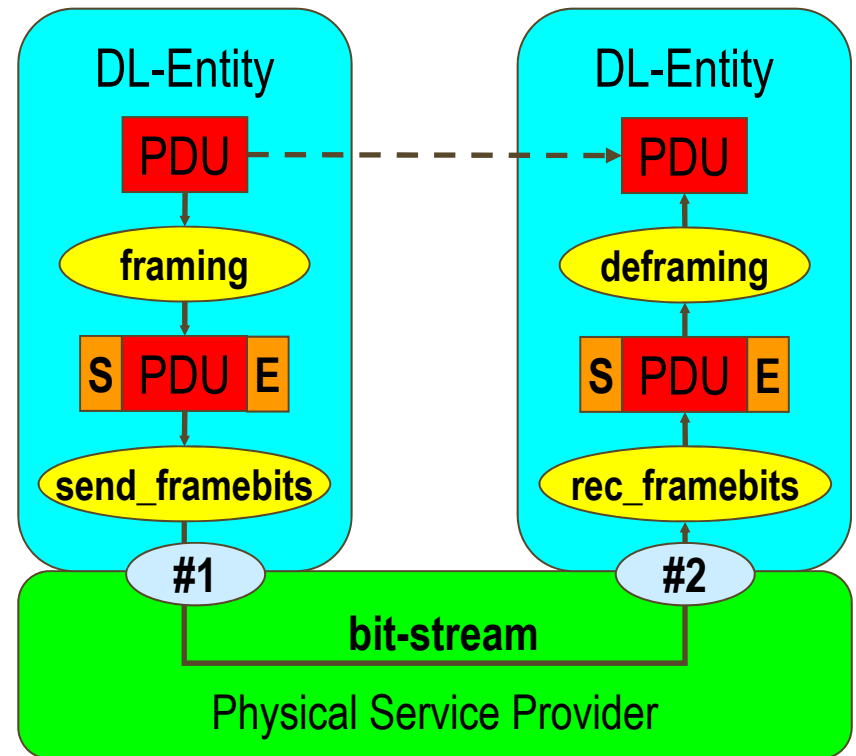 DL-Entity
DL-Entity
PDU
PDU
framing
deframing
S PDU E
S PDU E
send_framebits
rec_framebits
#1
#2
bit-stream
Physical Service Provider